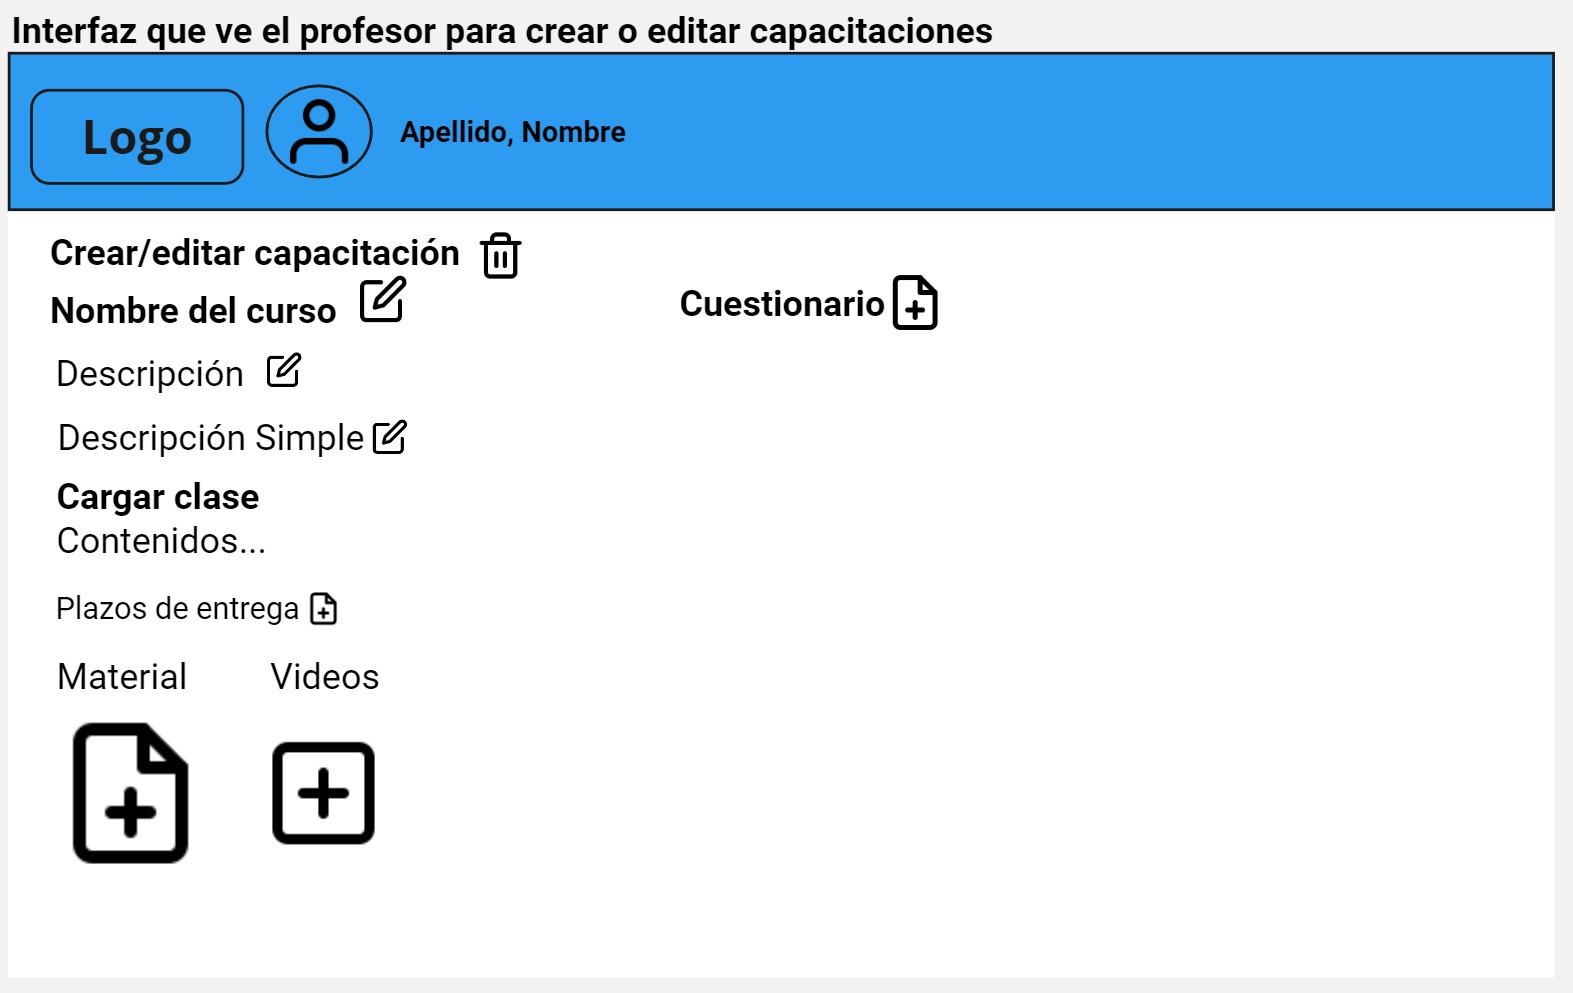 Interfaz que ve el profesor para crear o editar capacitaciones
Logo
Apellido, Nombre
Crear/editar capacitación
Nombre del curso
Cuestionario
Descripción
Descripción Simple
Cargar clase
Contenidos...
Plazos de entrega
Material
Videos